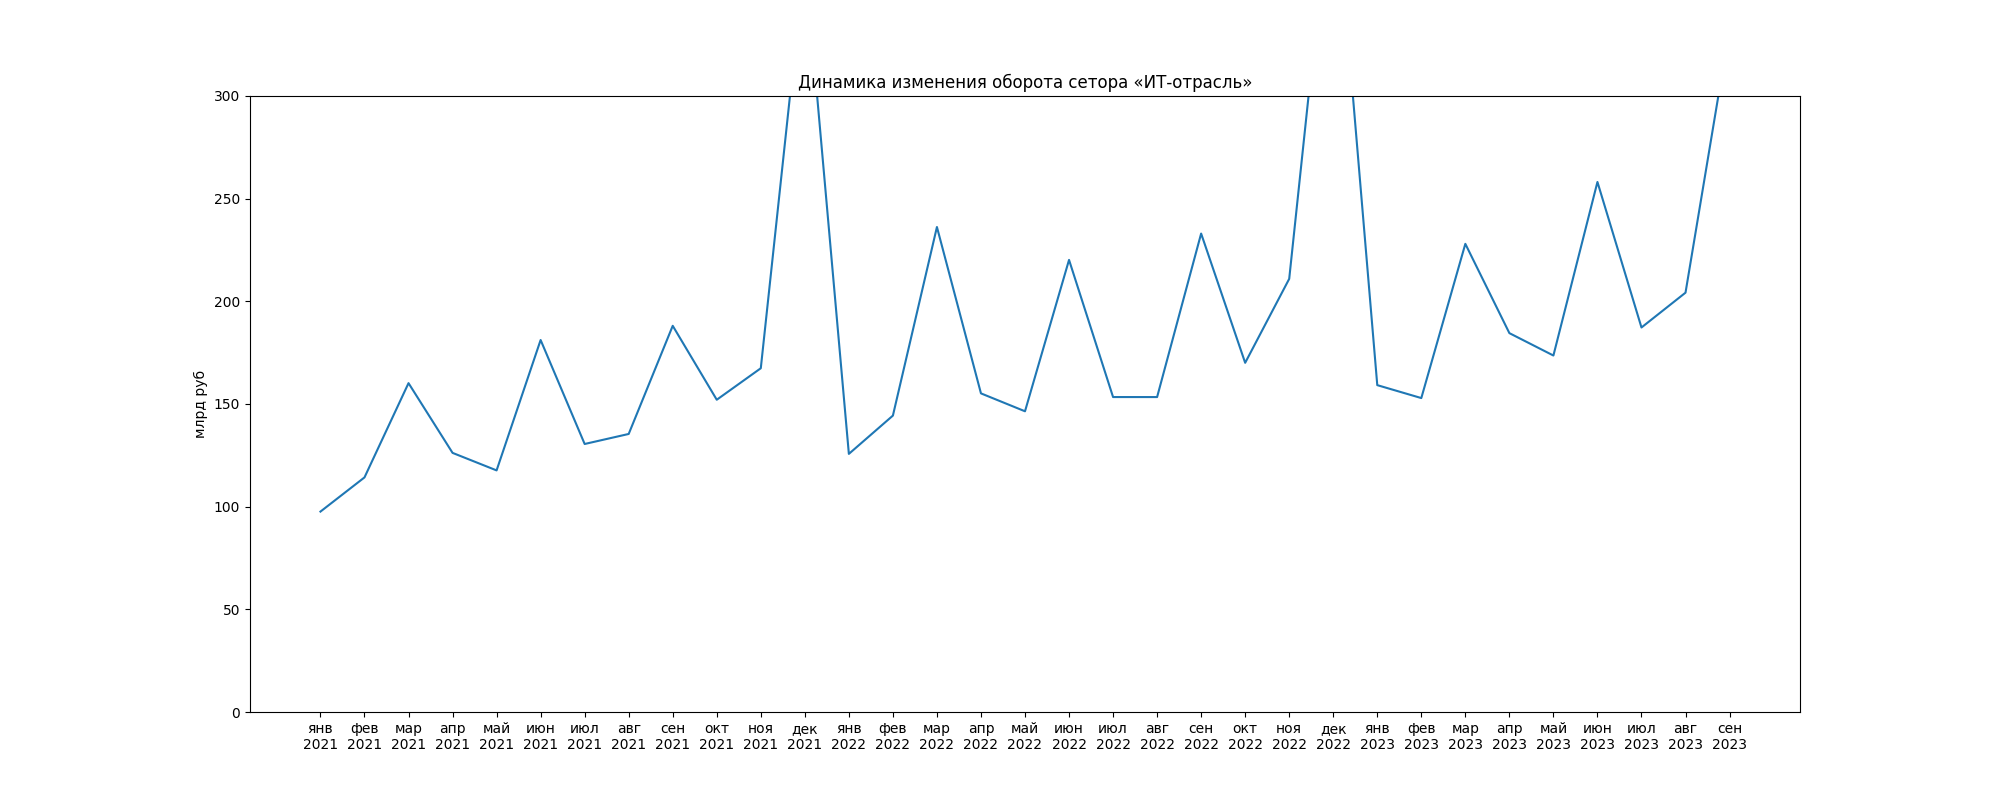 Динамика изменения оборота сетора «ИТ-отрасль»
млрд руб
300
250
200
150
100
50
0
янв фев мар апр май июн июл авг сен окт ноя дек янв фев мар апр май июн июл авг сен окт ноя дек янв фев мар апр май июн июл авг сен
2021 2021 2021 2021 2021 2021 2021 2021 2021 2021 2021 2021 2022 2022 2022 2022 2022 2022 2022 2022 2022 2022 2022 2022 2023 2023 2023 2023 2023 2023 2023 2023 2023